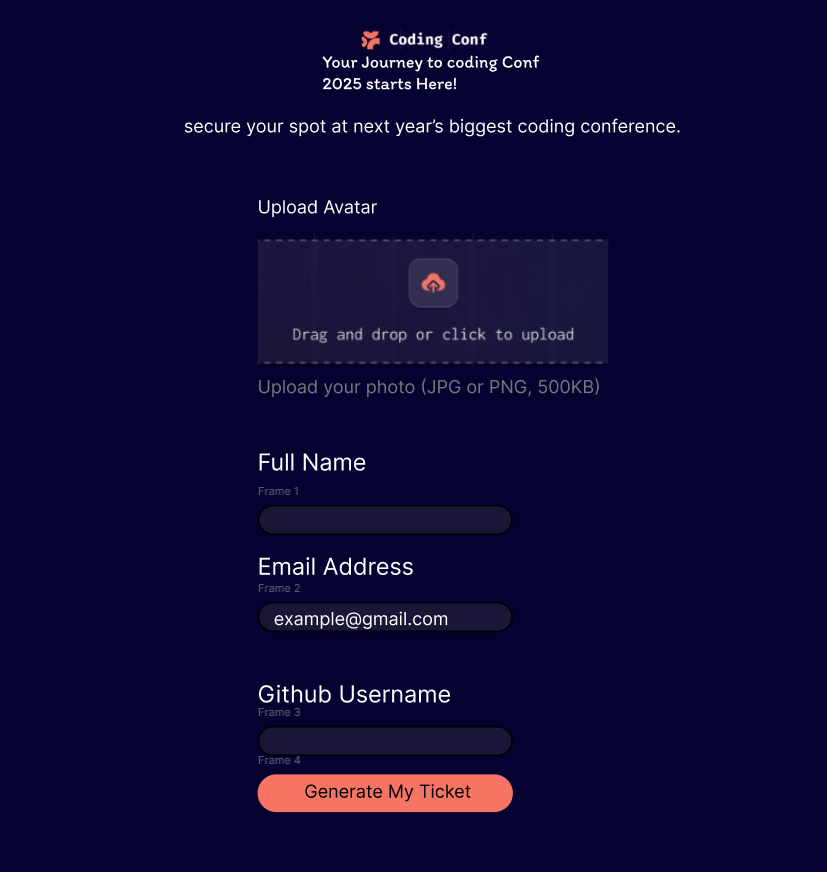 Coding Conf
Your Journey to coding Conf
2025 starts Here!
secure your spot at next year’s biggest coding conference.
Upload Avatar
Drag and drop or click to upload
Upload your photo (JPG or PNG, 500KB)
Full Name
Frame 1
Email Address
Frame 2
example@gmail.com
Github Username
Frame 3
Frame 4
Generate My Ticket